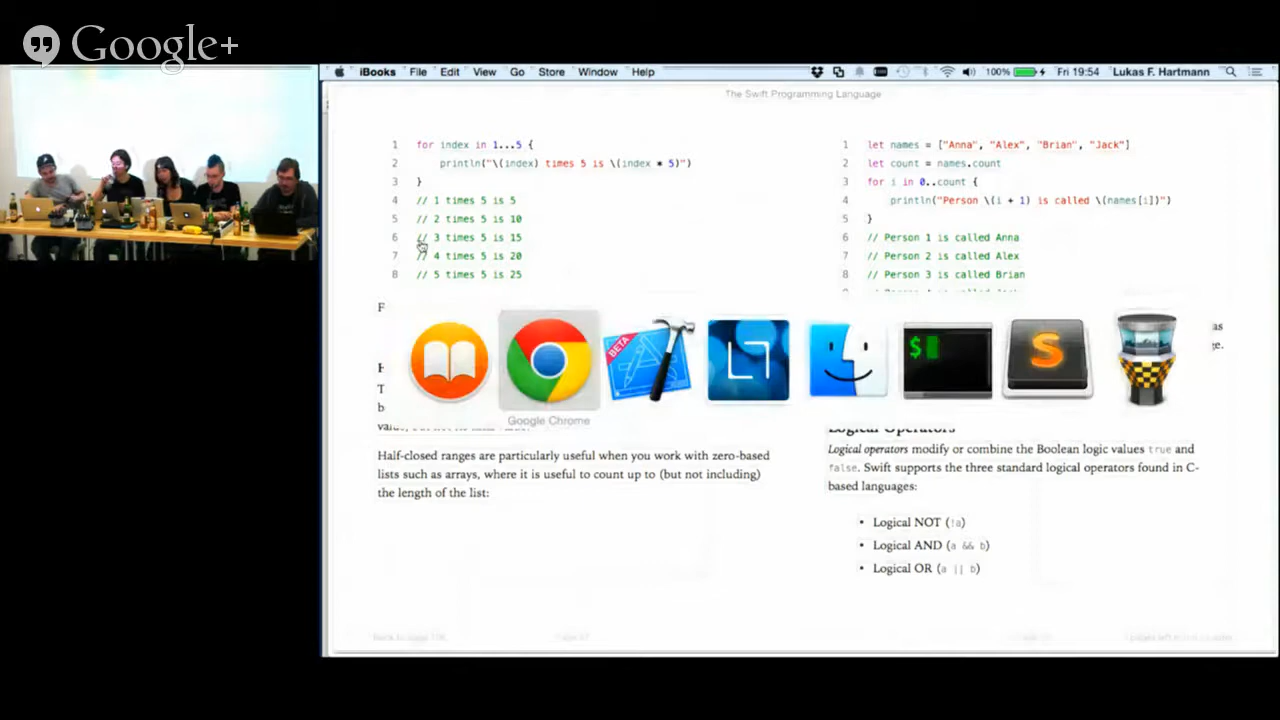 Google+
iBooks File Edit View Go Store Window Help 100% Fri 19:54 Lukas F. Hartmann
The Swift Programming Language
1 for index in 1...5 {
2 println("\(index) times 5 is \(index * 5)")
3 }
4 // 1 times 5 is 5
5 // 2 times 5 is 10
6 // 3 times 5 is 15
7 // 4 times 5 is 20
8 // 5 times 5 is 25
F
H
T
b
Half-closed ranges are particularly useful when you work with zero-based
lists such as arrays, where it is useful to count up to (but not including)
the length of the list:
1 let names = ["Anna", "Alex", "Brian", "Jack"]
2 let count = names.count
3 for i in 0..count {
4 println("Person \(i + 1) is called \(names[i])")
5 }
6 // Person 1 is called Anna
7 // Person 2 is called Alex
8 // Person 3 is called Brian
as
ge.
BETA
$
S
Google Chrome
Logical Operators
Logical operators modify or combine the Boolean logic values true and
false. Swift supports the three standard logical operators found in C-
based languages:
• Logical NOT (!a)
• Logical AND (a && b)
• Logical OR (a || b)